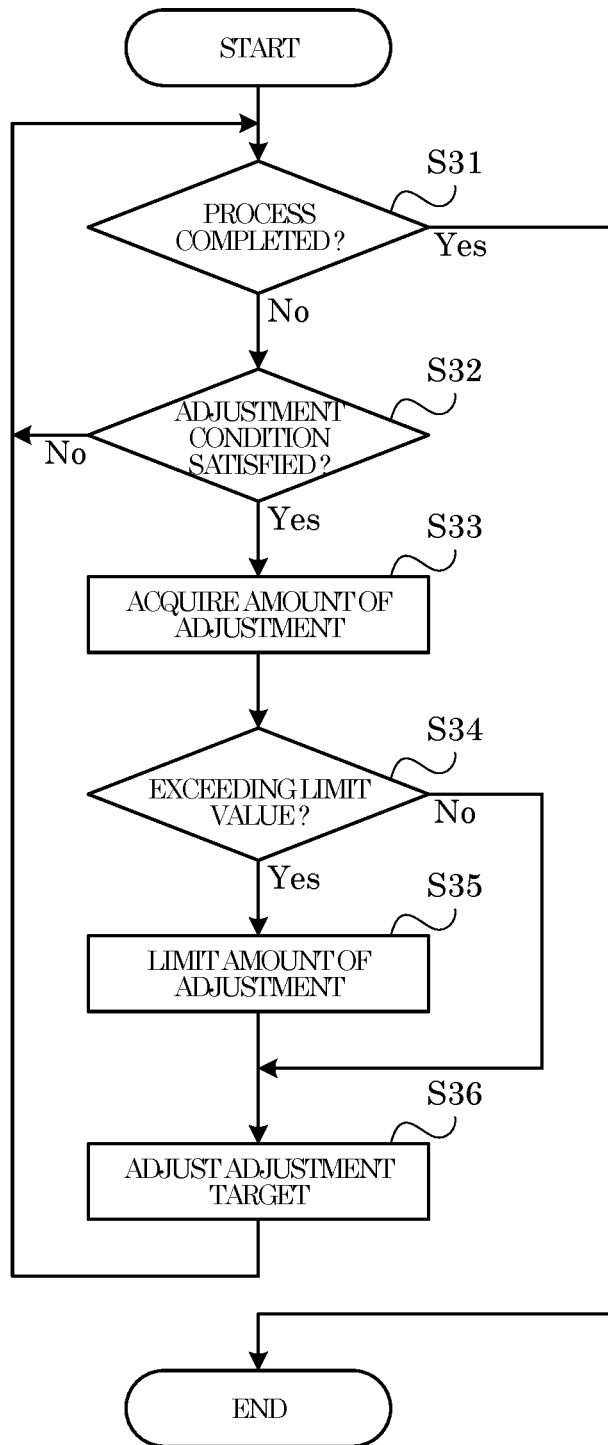 START
S31
PROCESS
COMPLETED?
Yes
No
S32
ADJUSTMENT
CONDITION
SATISFIED?
No
Yes
S33
ACQUIRE AMOUNT OF
ADJUSTMENT
S34
EXCEEDING LIMIT
VALUE?
No
Yes
S35
LIMIT AMOUNT OF
ADJUSTMENT
S36
ADJUST ADJUSTMENT
TARGET
END